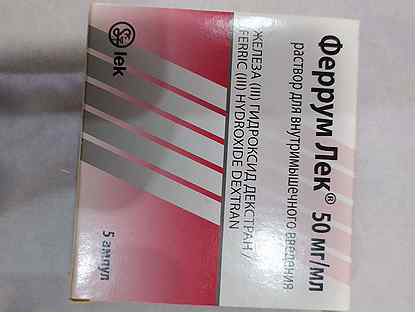 lek
Феррум Лек® 50 мг/мл
раствор для внутримышечного введения
ЖЕЛЕЗА (III) ГИДРОКСИД ДЕКСТРАН /
FERRIC (III) HYDROXIDE DEXTRAN
5 ампул